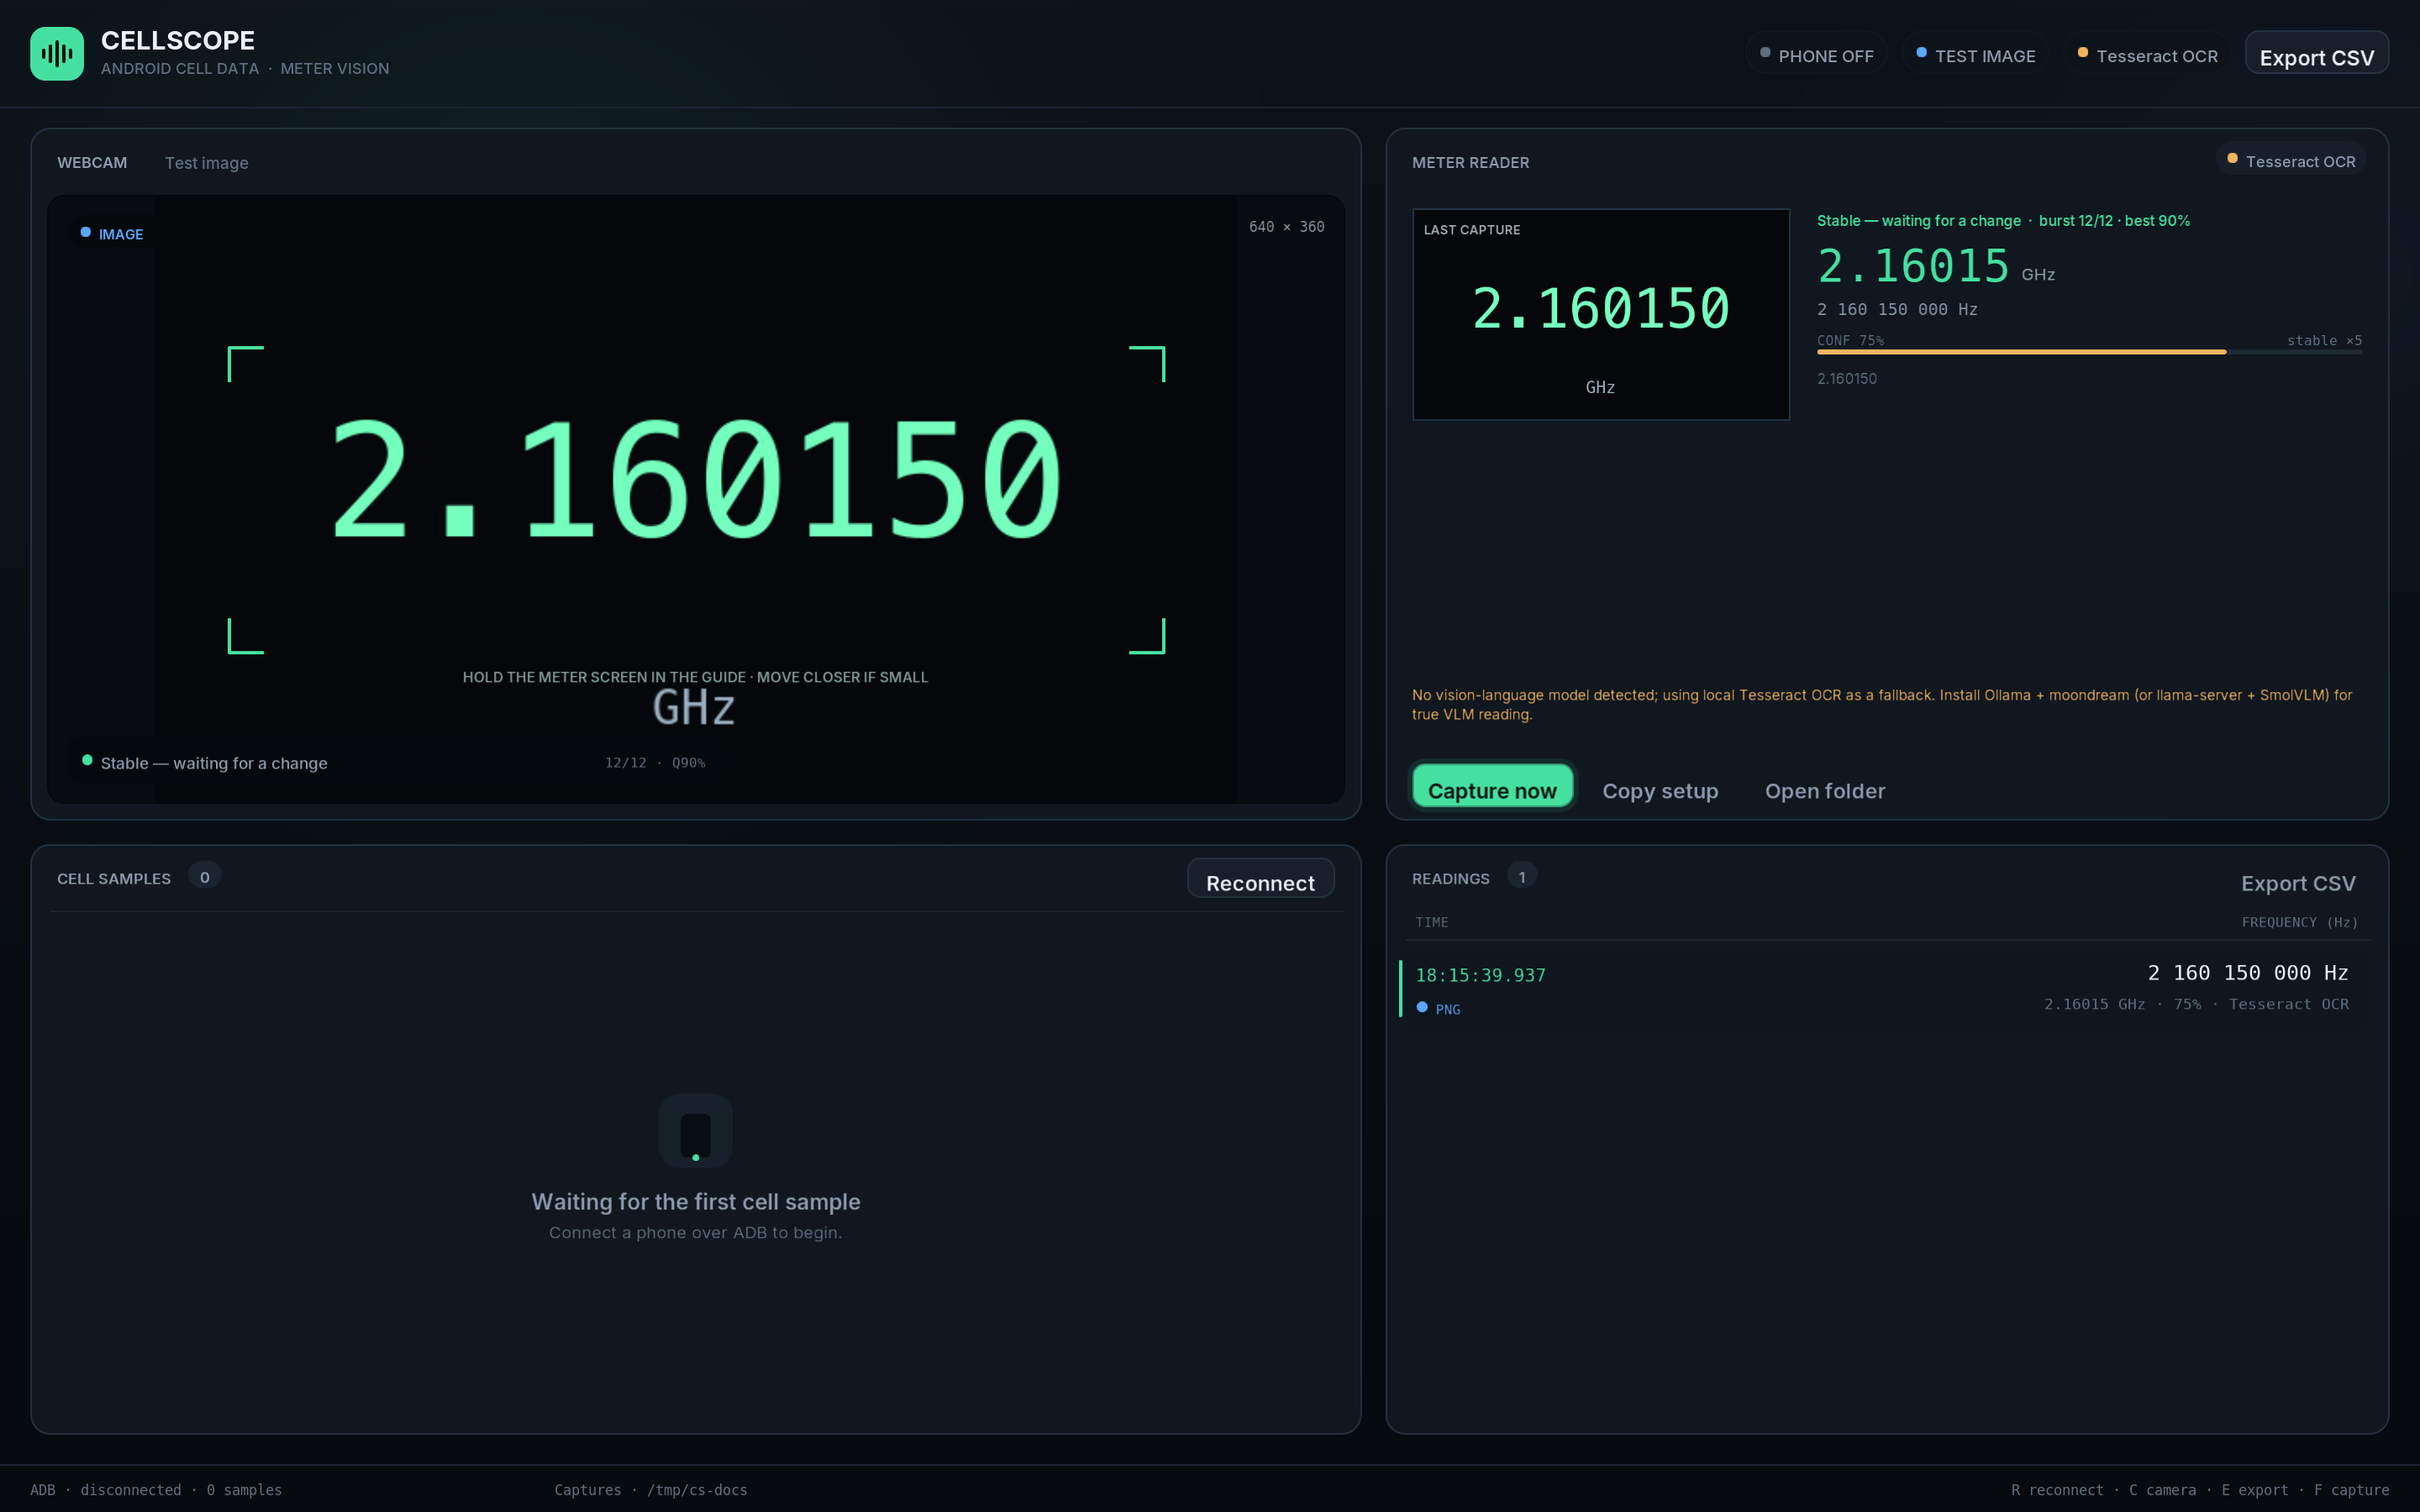 CELLSCOPE
ANDROID CELL DATA · METER VISION
PHONE OFF
TEST IMAGE
Tesseract OCR
Export CSV
WEBCAM
Test image
IMAGE
640 × 360
2.160150
HOLD THE METER SCREEN IN THE GUIDE · MOVE CLOSER IF SMALL
GHz
Stable — waiting for a change
12/12 · Q90%
METER READER
Tesseract OCR
LAST CAPTURE
2.160150
GHz
Stable — waiting for a change · burst 12/12 · best 90%
2.16015 GHz
2 160 150 000 Hz
CONF 75%
stable ×5
2.160150
No vision-language model detected; using local Tesseract OCR as a fallback. Install Ollama + moondream (or llama-server + SmolVLM) for
true VLM reading.
Capture now
Copy setup
Open folder
CELL SAMPLES 0
Reconnect
Waiting for the first cell sample
Connect a phone over ADB to begin.
READINGS 1
Export CSV
TIME
FREQUENCY (Hz)
18:15:39.937
2 160 150 000 Hz
PNG
2.16015 GHz · 75% · Tesseract OCR
ADB · disconnected · 0 samples
Captures · /tmp/cs-docs
R reconnect · C camera · E export · F capture